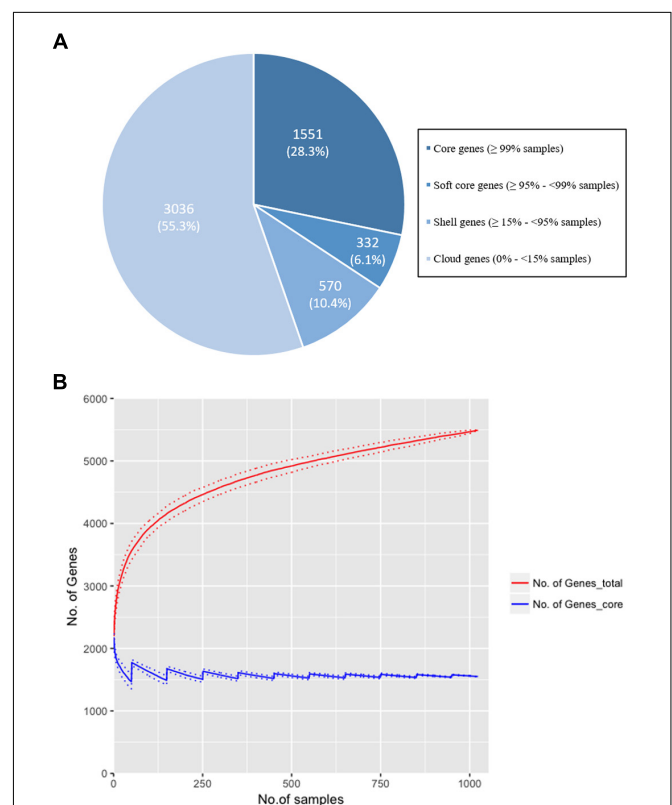 A
1551
(28.3%)
332
(6.1%)
570
(10.4%)
3036
(55.3%)
Core genes (≥ 99% samples)
Soft core genes (≥ 95% - <99% samples)
Shell genes (≥ 15% - <95% samples)
Cloud genes (0% - <15% samples)
B
No. of Genes
6000
5000
4000
3000
2000
1000
0
0 250 500 750 1000
No.of samples
No. of Genes_total
No. of Genes_core